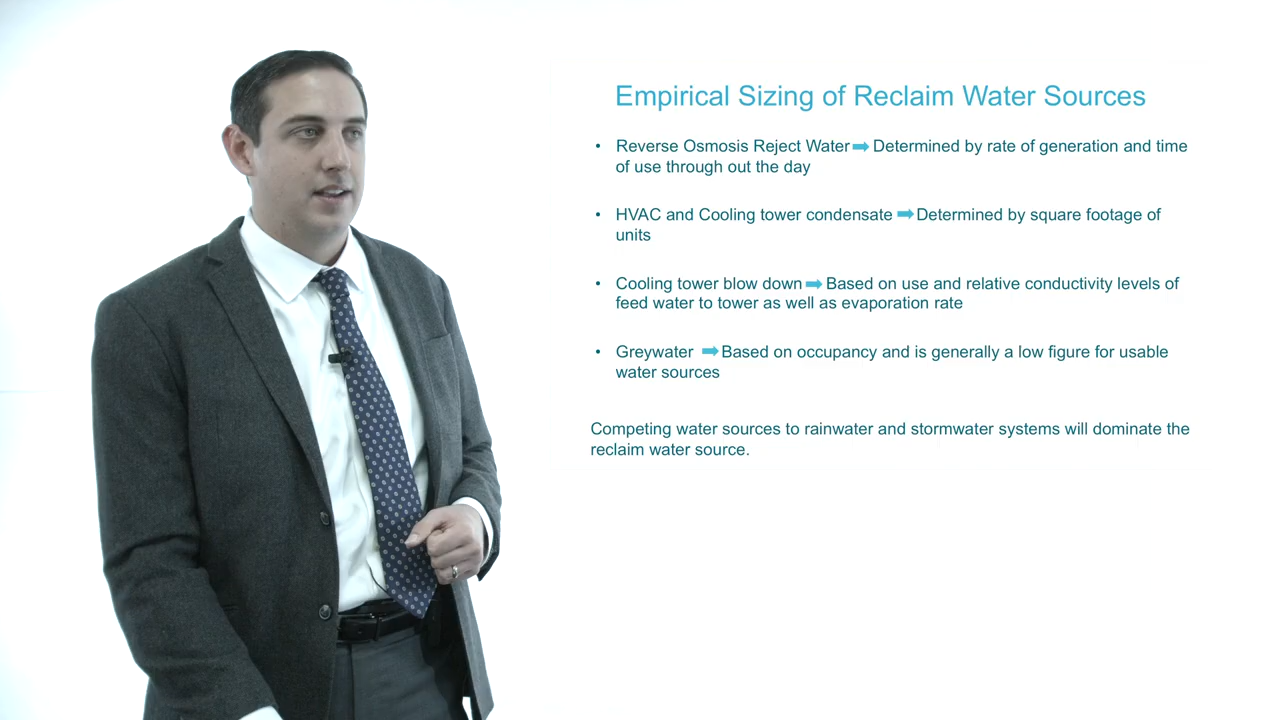 Empirical Sizing of Reclaim Water Sources
• Reverse Osmosis Reject Water ➡ Determined by rate of generation and time
of use through out the day
• HVAC and Cooling tower condensate ➡ Determined by square footage of
units
• Cooling tower blow down ➡ Based on use and relative conductivity levels of
feed water to tower as well as evaporation rate
• Greywater ➡ Based on occupancy and is generally a low figure for usable
water sources
Competing water sources to rainwater and stormwater systems will dominate the
reclaim water source.